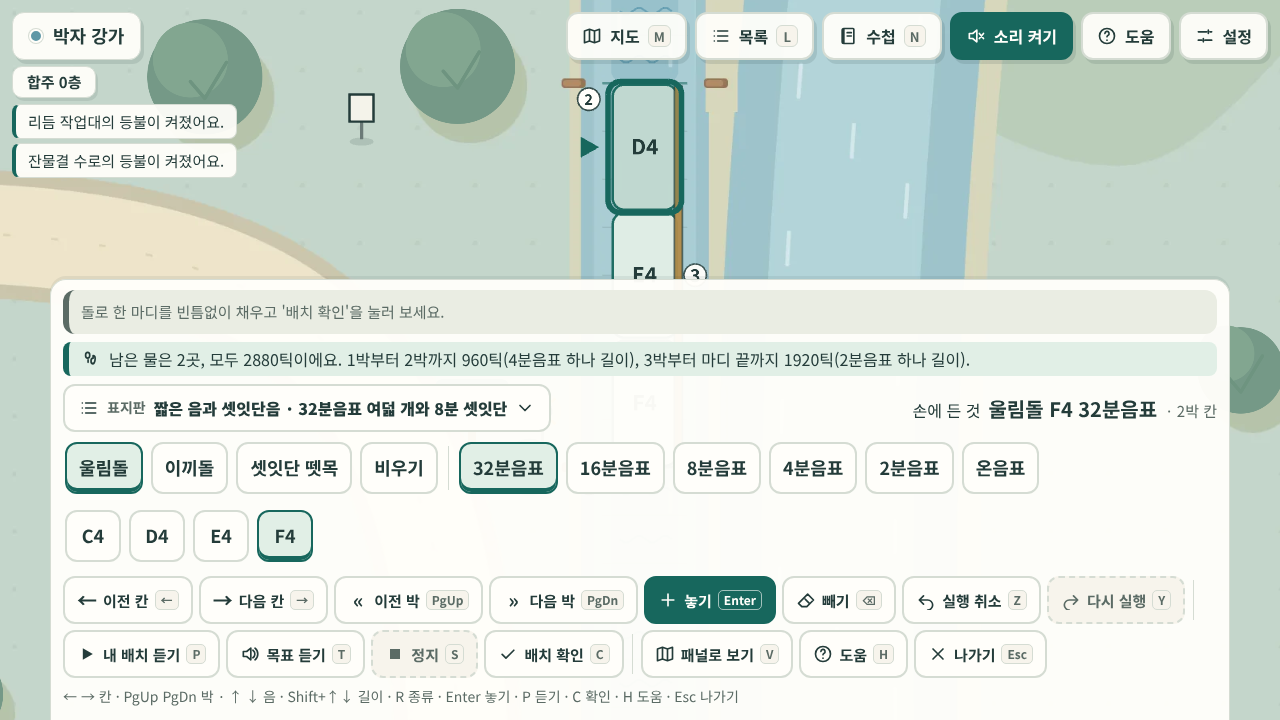 박자 강가
지도 M
목록 L
수첩 N
소리 켜기
도움
설정
합주 0층
리듬 작업대의 등불이 켜졌어요.
잔물결 수로의 등불이 켜졌어요.
2
D4
3
돌로 한 마디를 빈틈없이 채우고 '배치 확인'을 눌러 보세요.
남은 물은 2곳, 모두 2880틱이에요. 1박부터 2박까지 960틱(4분음표 하나 길이), 3박부터 마디 끝까지 1920틱(2분음표 하나 길이).
표지판 짧은 음과 셋잇단음 · 32분음표 여덟 개와 8분 셋잇단
손에 든 것 울림돌 F4 32분음표 · 2박 칸
울림돌 이끼돌 셋잇단 뗏목 비우기 32분음표 16분음표 8분음표 4분음표 2분음표 온음표
C4 D4 E4 F4
← 이전 칸 ← → 다음 칸 → « 이전 박 PgUp » 다음 박 PgDn + 놓기 Enter 빼기 ⌫ 실행 취소 Z 다시 실행 Y
내 배치 듣기 P 목표 듣기 T 정지 S 배치 확인 C 패널로 보기 V 도움 H 나가기 Esc
← → 칸 · PgUp PgDn 박 · ↑ ↓ 음 · Shift+↑ ↓ 길이 · R 종류 · Enter 놓기 · P 듣기 · C 확인 · H 도움 · Esc 나가기